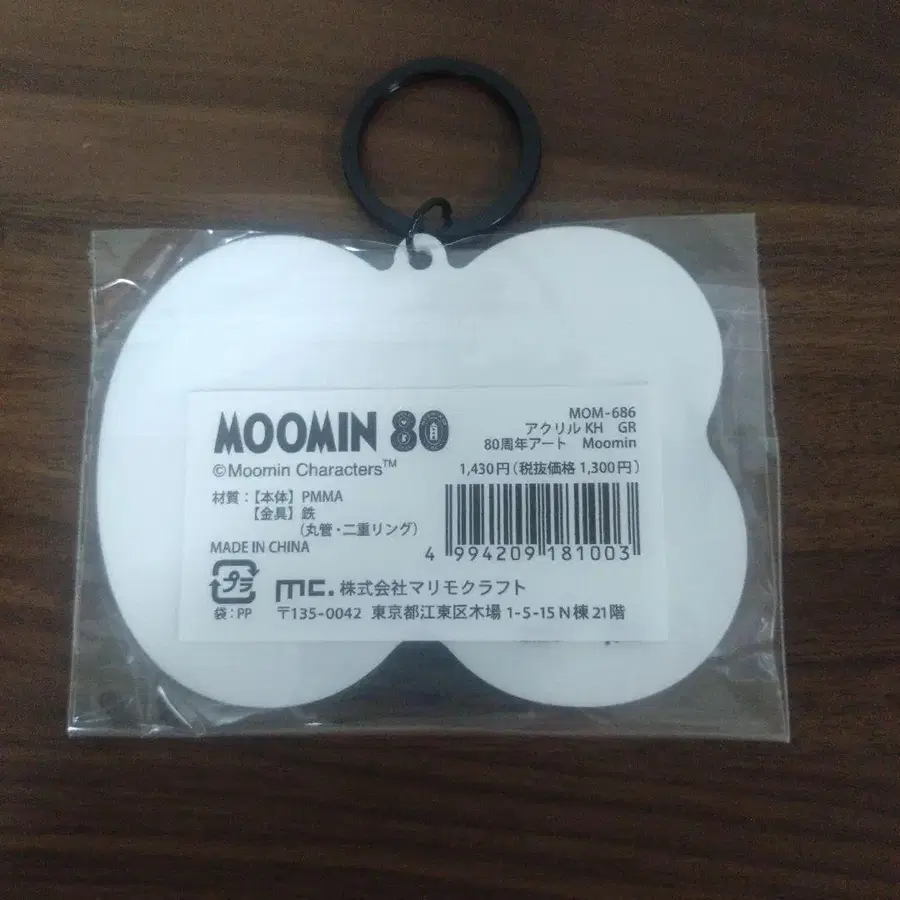 MOOMIN 80
©Moomin Characters™
MOM-686
アクリル KH GR
80周年アート Moomin
1,430円(税抜価格 1,300円)
材質:【本体】PMMA
【金具】鉄
(丸管・二重リング)
MADE IN CHINA
4 994209 181003
プラ
袋:PP
mc. 株式会社マリモクラフト
〒135-0042 東京都江東区木場 1-5-15 N棟 21階